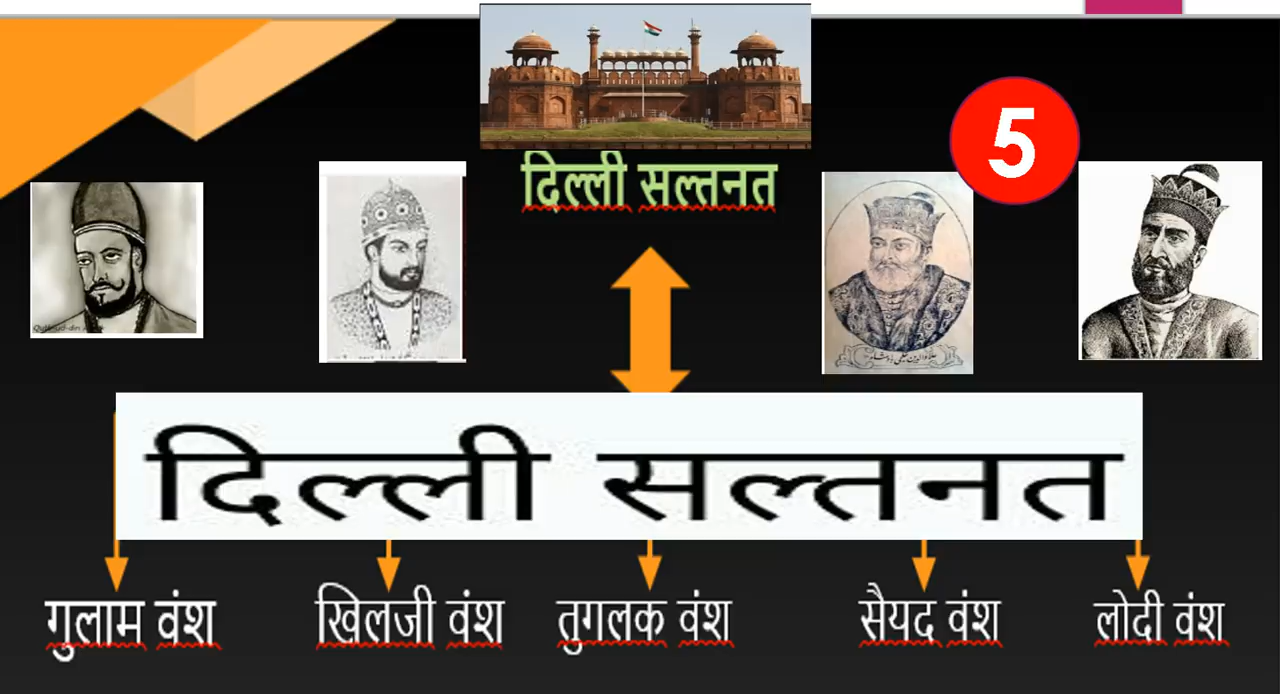 दिल्ली सल्तनत
5
दिल्ली सल्तनत
गुलाम वंश
खिलजी वंश
तुगलक वंश
सैयद वंश
लोदी वंश